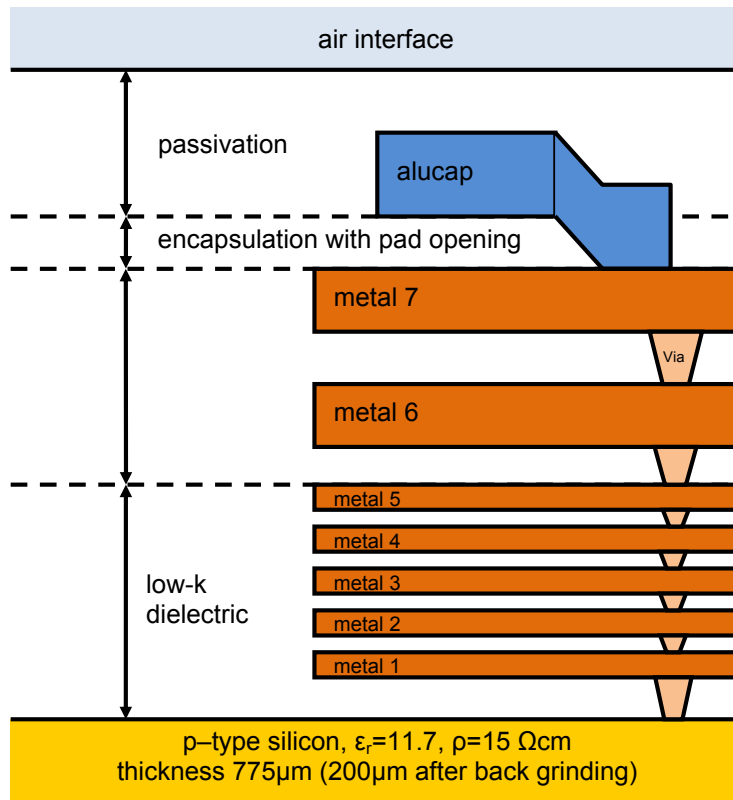 air interface
passivation
alucap
encapsulation with pad opening
metal 7
Via
metal 6
metal 5
metal 4
low-k
dielectric
metal 3
metal 2
metal 1
p–type silicon, εr=11.7, ρ=15 Ωcm
thickness 775μm (200μm after back grinding)